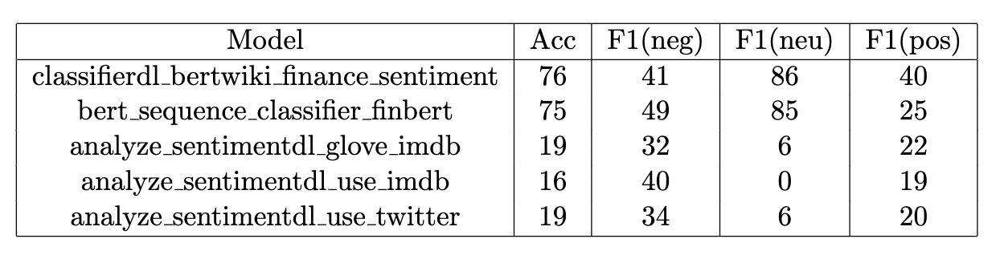 Model Acc F1(neg) F1(neu) F1(pos)
classifierdl_bertwiki_finance_sentiment 76 41 86 40
bert_sequence_classifier_finbert 75 49 85 25
analyze_sentimentdl_glove_imdb 19 32 6 22
analyze_sentimentdl_use_imdb 16 40 0 19
analyze_sentimentdl_use_twitter 19 34 6 20